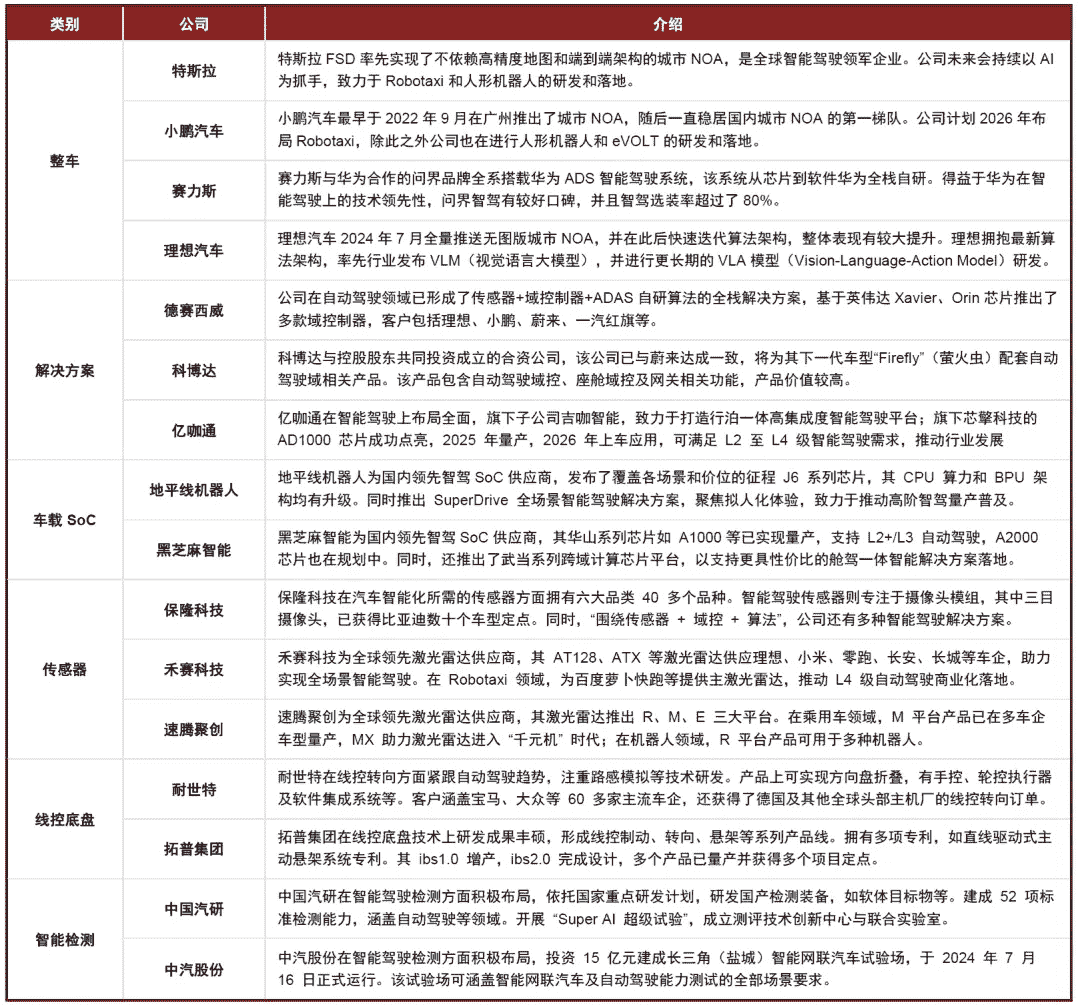 类别 公司 介绍
整车
特斯拉
特斯拉 FSD 率先实现了不依赖高精度地图和端到端架构的城市 NOA，是全球智能驾驶领军企业。公司未来会持续以 AI
为抓手，致力于 Robotaxi 和人形机器人的研发和落地。
小鹏汽车
小鹏汽车最早于 2022 年 9 月在广州推出了城市 NOA，随后一直稳居国内城市 NOA 的第一梯队。公司计划 2026 年布
局 Robotaxi，除此之外公司也在进行人形机器人和 eVOLT 的研发和落地。
赛力斯
赛力斯与华为合作的问界品牌全系搭载华为 ADS 智能驾驶系统，该系统从芯片到软件华为全栈自研。得益于华为在智
能驾驶上的技术领先性，问界智驾有较好口碑，并且智驾选装率超过了 80%。
理想汽车
理想汽车 2024 年 7 月全量推送无图版城市 NOA，并在此后快速迭代算法架构，整体表现有较大提升。理想拥抱最新算
法架构，率先行业发布 VLM（视觉语言大模型），并进行更长期的 VLA 模型（Vision-Language-Action Model）研发。
解决方案
德赛西威
公司在自动驾驶领域已形成了传感器+域控制器+ADAS 自研算法的全栈解决方案，基于英伟达 Xavier、Orin 芯片推出了
多款域控制器，客户包括理想、小鹏、蔚来、一汽红旗等。
科博达
科博达与控股股东共同投资成立的合资公司，该公司已与蔚来达成一致，将为其下一代车型“Firefly”（萤火虫）配套自动
驾驶域相关产品。该产品包含自动驾驶域控、座舱域控及网关相关功能，产品价值较高。
亿咖通
亿咖通在智能驾驶上布局全面，旗下子公司吉咖智能，致力于打造行泊一体高集成度智能驾驶平台；旗下芯擎科技的
AD1000 芯片成功点亮，2025 年量产，2026 年上车应用，可满足 L2 至 L4 级智能驾驶需求，推动行业发展
车载 SoC
地平线机器人
地平线机器人为国内领先智驾 SoC 供应商，发布了覆盖各场景和价位的征程 J6 系列芯片，其 CPU 算力和 BPU 架
构均有升级。同时推出 SuperDrive 全场景智能驾驶解决方案，聚焦拟人化体验，致力于推动高阶智驾量产普及。
黑芝麻智能
黑芝麻智能为国内领先智驾 SoC 供应商，其华山系列芯片如 A1000 等已实现量产，支持 L2+/L3 自动驾驶，A2000
芯片也在规划中。同时，还推出了武当系列跨域计算芯片平台，以支持更具性价比的舱驾一体智能解决方案落地。
传感器
保隆科技
保隆科技在汽车智能化所需的传感器方面拥有六大品类 40 多个品种。智能驾驶传感器则专注于摄像头模组，其中三目
摄像头，已获得比亚迪数十个车型定点。同时，“围绕传感器 + 域控 + 算法”，公司还有多种智能驾驶解决方案。
禾赛科技
禾赛科技为全球领先激光雷达供应商，其 AT128、ATX 等激光雷达供应理想、小米、零跑、长安、长城等车企，助力
实现全场景智能驾驶。在 Robotaxi 领域，为百度萝卜快跑等提供主激光雷达，推动 L4 级自动驾驶商业化落地。
速腾聚创
速腾聚创为全球领先激光雷达供应商，其激光雷达推出 R、M、E 三大平台。在乘用车领域，M 平台产品已在多车企
车型量产，MX 助力激光雷达进入 “千元机” 时代；在机器人领域，R 平台产品可用于多种机器人。
线控底盘
耐世特
耐世特在线控转向方面紧跟自动驾驶趋势，注重路感模拟等技术研发。产品上可实现方向盘折叠，有手控、轮控执行器
及软件集成系统等。客户涵盖宝马、大众等 60 多家主流车企，还获得了德国及其他全球头部主机厂的线控转向订单。
拓普集团
拓普集团在线控底盘技术上研发成果丰硕，形成线控制动、转向、悬架等系列产品线。拥有多项专利，如直线驱动式主
动悬架系统专利。其 ibs1.0 增产，ibs2.0 完成设计，多个产品已量产并获得多个项目定点。
智能检测
中国汽研
中国汽研在智能驾驶检测方面积极布局，依托国家重点研发计划，研发国产检测装备，如软体目标物等。建成 52 项标
准检测能力，涵盖自动驾驶等领域。开展 “Super AI 超级试验”，成立测评技术创新中心与联合实验室。
中汽股份
中汽股份在智能驾驶检测方面积极布局，投资 15 亿元建成长三角（盐城）智能网联汽车试验场，于 2024 年 7 月
16 日正式运行。该试验场可涵盖智能网联汽车及自动驾驶能力测试的全部场景要求。